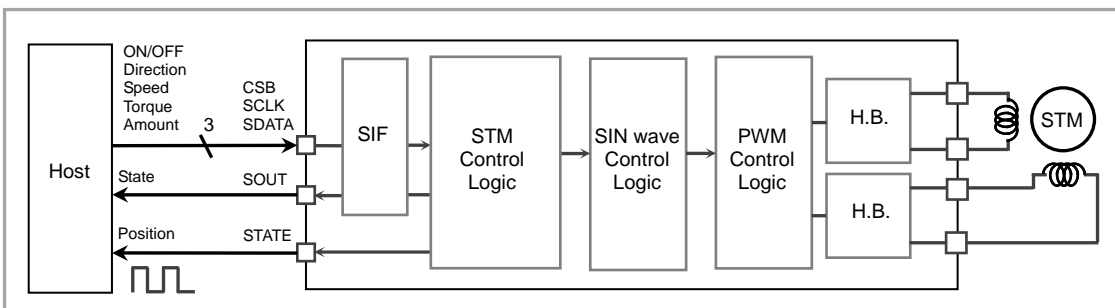 ON/OFF
Direction
Speed
Torque
Amount
3
CSB
SCLK
SDATA
Host
State
SOUT
Position
STATE
SIF
STM
Control
Logic
SIN wave
Control
Logic
PWM
Control
Logic
H.B.
H.B.
STM